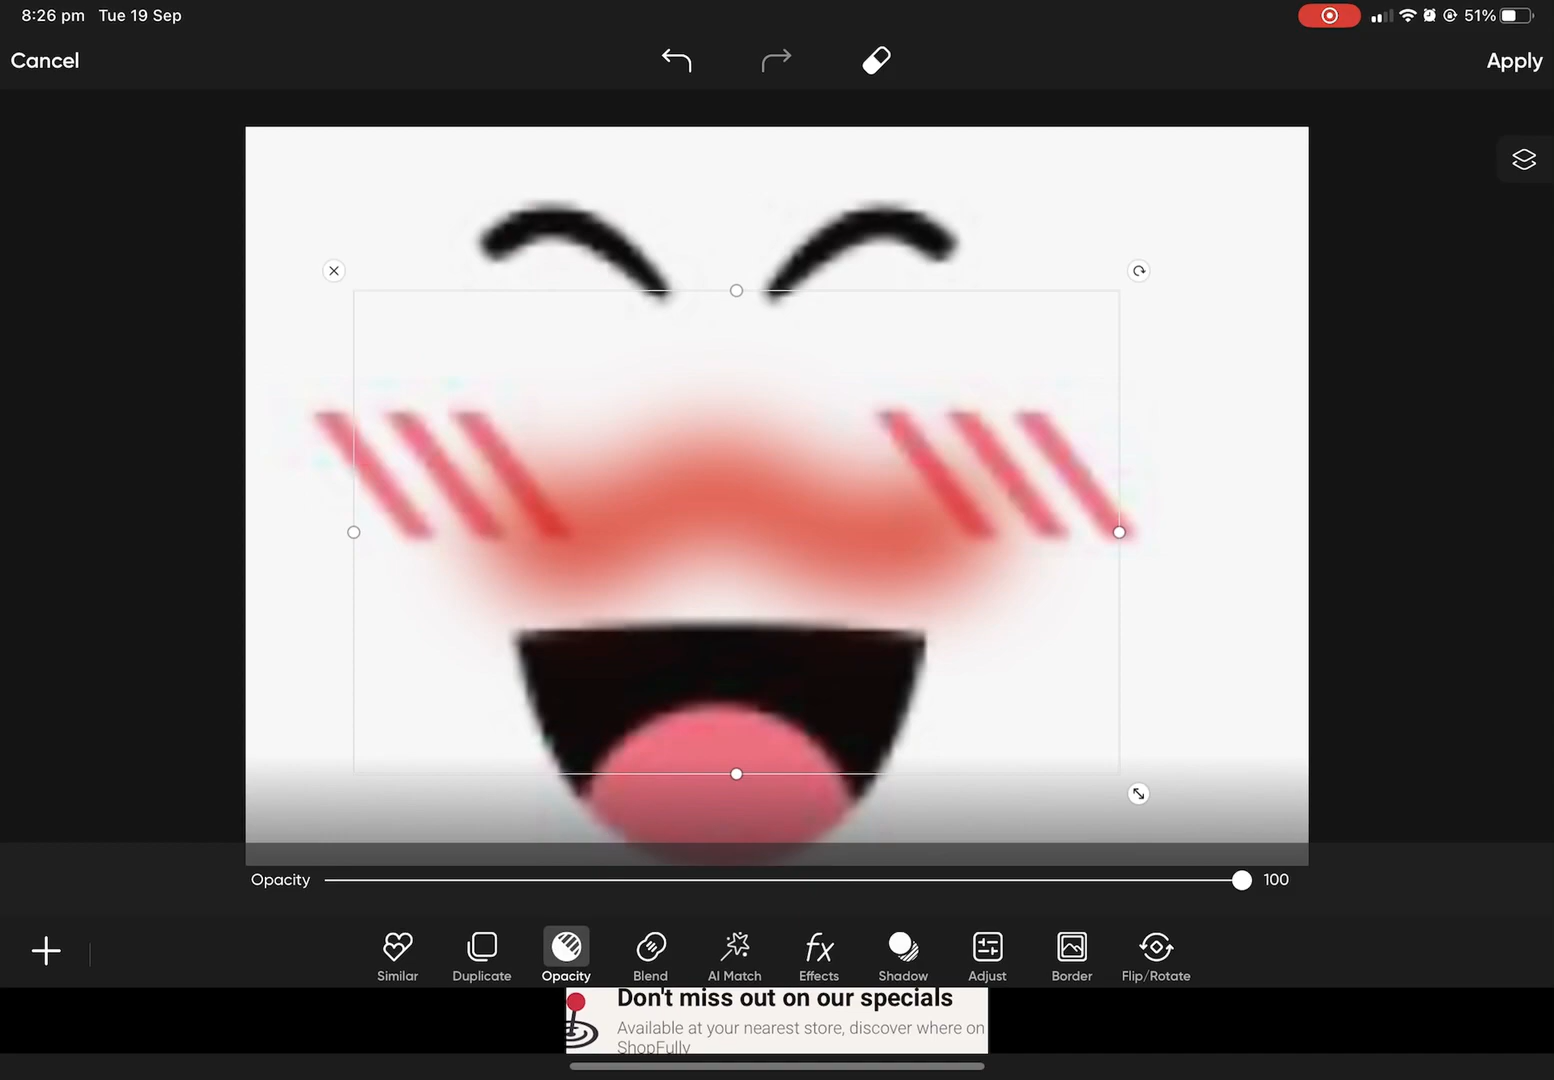 8:26 pm Tue 19 Sep
51%
Cancel
Apply
Opacity 100
Similar
Duplicate
Opacity
Blend
AI Match
fx
Effects
Shadow
Adjust
Border
Flip/Rotate
Don't miss out on our specials
Available at your nearest store, discover where on
ShopFully